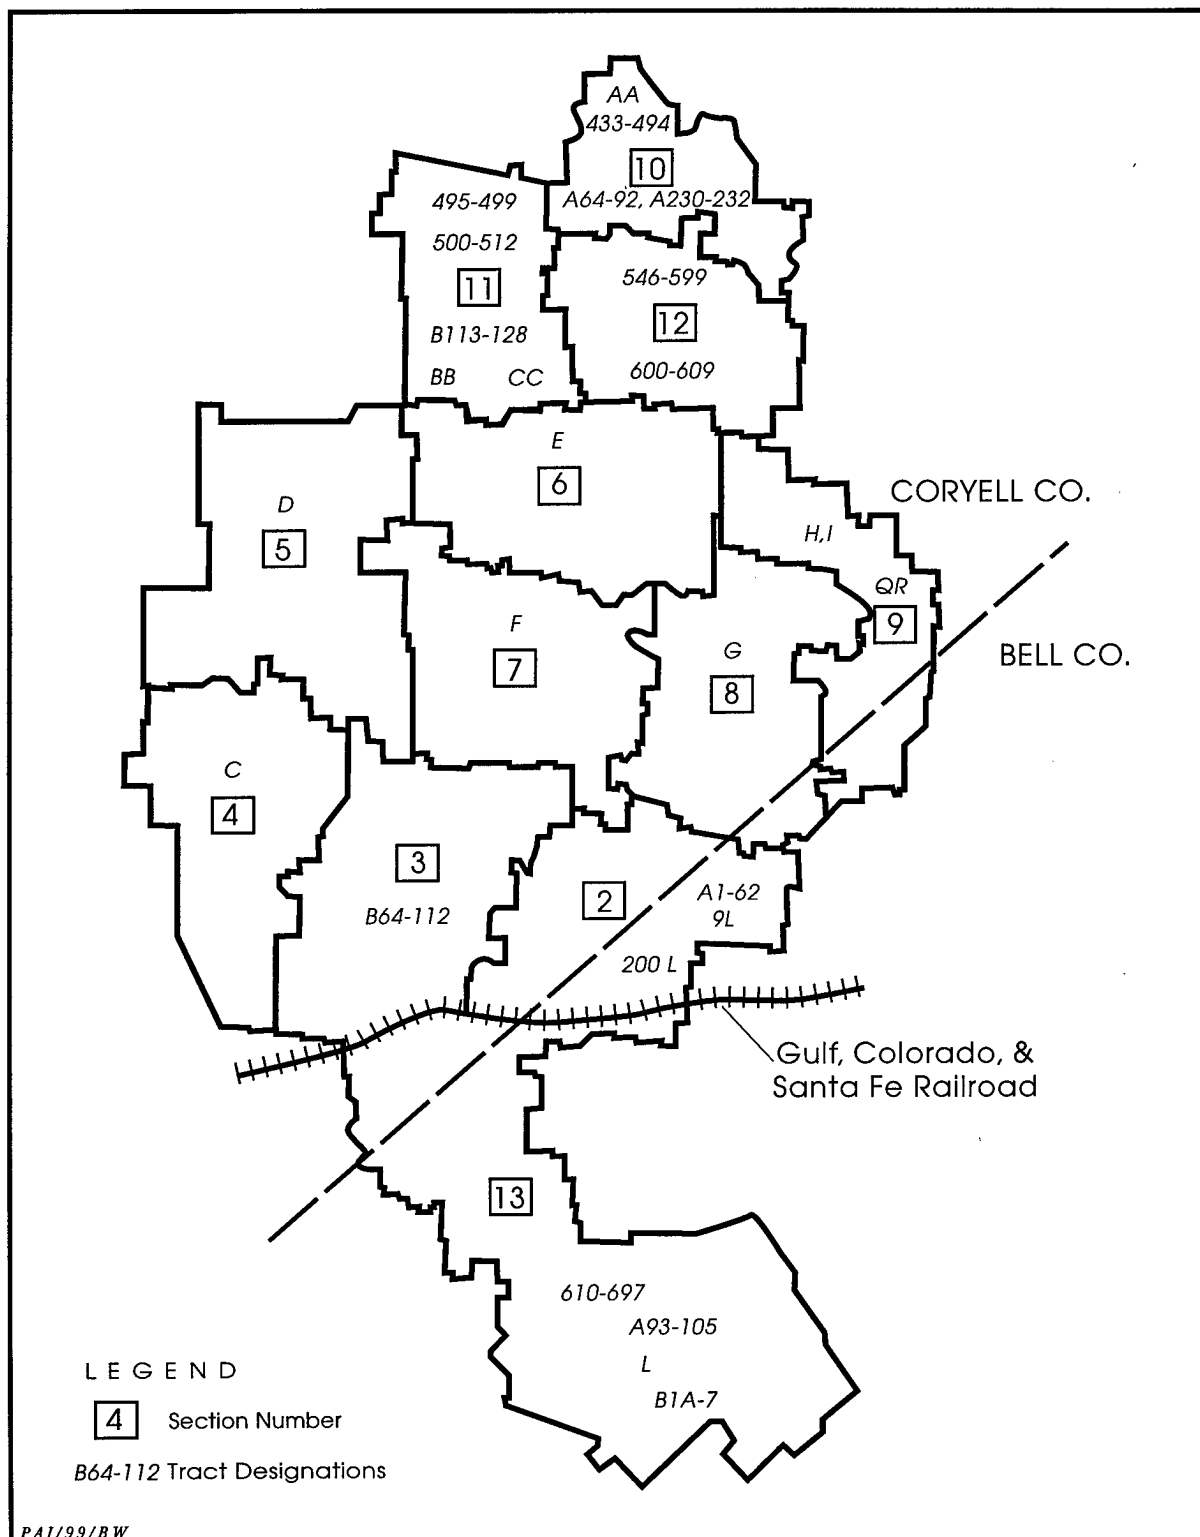 AA
433-494
10
A64-92, A230-232
495-499
500-512
11
B113-128
BB CC
546-599
12
600-609
E
6
D
5
CORYELL CO.
H,I
QR
9
BELL CO.
F
7
G
8
C
4
3
B64-112
2
A1-62
9L
200 L
Gulf, Colorado, &
Santa Fe Railroad
13
610-697
A93-105
L
B1A-7
LEGEND
4 Section Number
B64-112 Tract Designations
PAI/99/BW